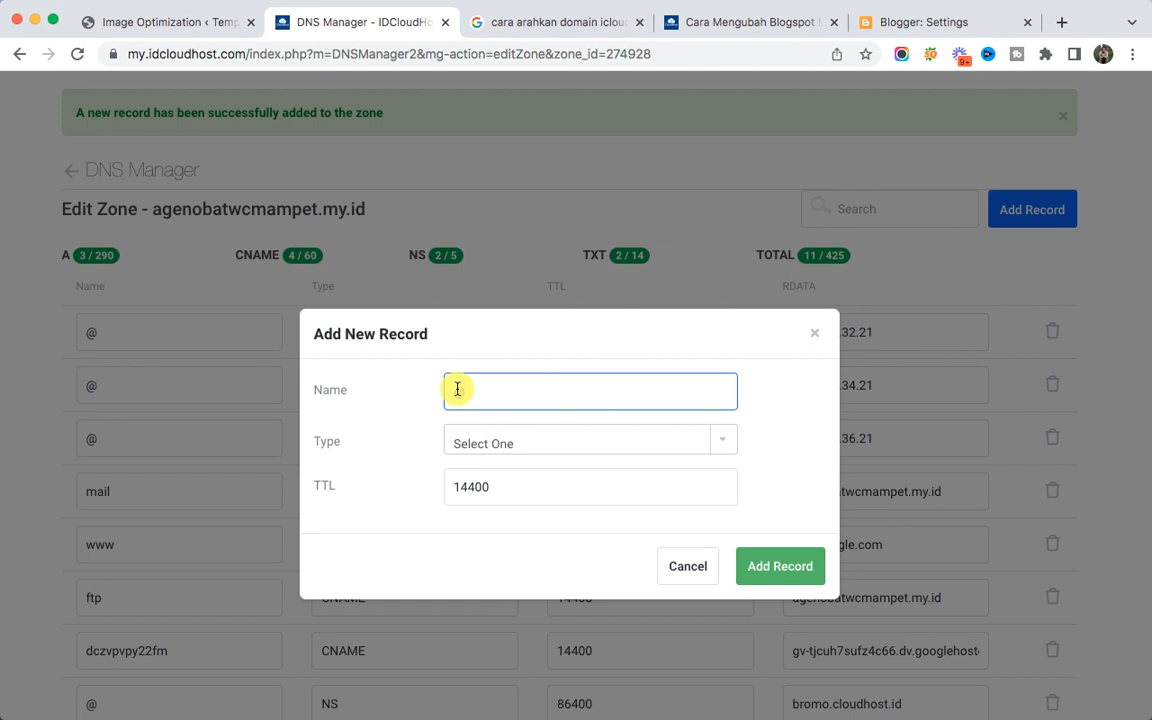 Image Optimization ‹ Temp
DNS Manager - IDCloudHo
cara arahkan domain iclou
Cara Mengubah Blogspot M
Blogger: Settings
my.idcloudhost.com/index.php?m=DNSManager2&mg-action=editZone&zone_id=274928
9+
A new record has been successfully added to the zone
DNS Manager
Edit Zone - agenobatwcmampet.my.id
Search
Add Record
A 3 / 290 CNAME 4 / 60 NS 2 / 5 TXT 2 / 14 TOTAL 11 / 425
Name Type TTL RDATA
@ .32.21
@ .34.21
@ .36.21
mail twcmampet.my.id
www gle.com
ftp CNAME 14400 agenobatwcmampet.my.id
dczvpvpy22fm CNAME 14400 gv-tjcuh7sufz4c66.dv.googlehost
@ NS 86400 bromo.cloudhost.id
Add New Record
Name
Type Select One
TTL 14400
Cancel Add Record